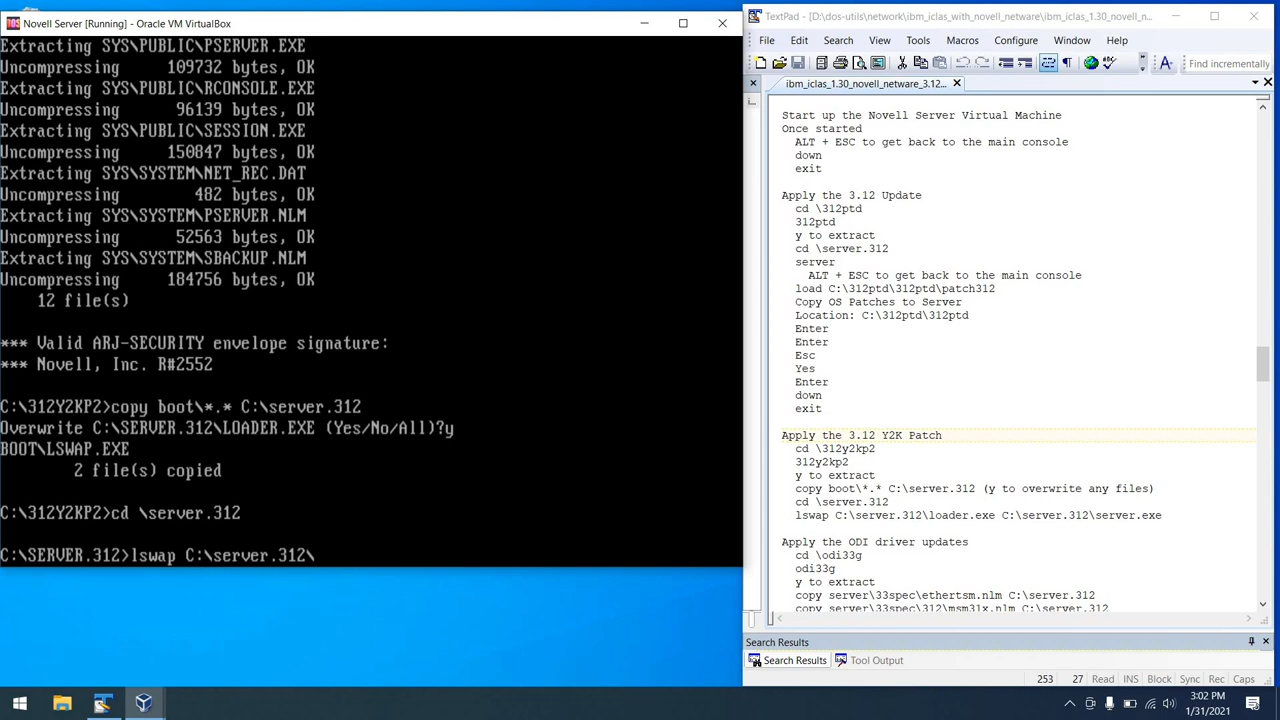 Novell Server [Running] - Oracle VM VirtualBox
Extracting SYS\PUBLIC\PSERVER.EXE
Uncompressing 109732 bytes, OK
Extracting SYS\PUBLIC\RCONSOLE.EXE
Uncompressing 96139 bytes, OK
Extracting SYS\PUBLIC\SESSION.EXE
Uncompressing 150847 bytes, OK
Extracting SYS\SYSTEM\NET_REC.DAT
Uncompressing 482 bytes, OK
Extracting SYS\SYSTEM\PSERVER.NLM
Uncompressing 52563 bytes, OK
Extracting SYS\SYSTEM\SBACKUP.NLM
Uncompressing 184756 bytes, OK
12 file(s)
*** Valid ARJ-SECURITY envelope signature:
*** Novell, Inc. R#2552
C:\312Y2KP2>copy boot\*.* C:\server.312
Overwrite C:\SERVER.312\LOADER.EXE (Yes/No/All)?y
BOOT\LSWAP.EXE
2 file(s) copied
C:\312Y2KP2>cd \server.312
C:\SERVER.312>lswap C:\server.312\
TextPad - [D:\dos-utils\network\ibm_iclas_with_novell_netware\ibm_iclas_1.30_novell_n...
File Edit Search View Tools Macros Configure Window Help
Find incrementally
ibm_iclas_1.30_novell_netware_3.12...
Start up the Novell Server Virtual Machine
Once started
ALT + ESC to get back to the main console
down
exit
Apply the 3.12 Update
cd \312ptd
312ptd
y to extract
cd \server.312
server
ALT + ESC to get back to the main console
load C:\312ptd\312ptd\patch312
Copy OS Patches to Server
Location: C:\312ptd\312ptd
Enter
Enter
Esc
Yes
Enter
down
exit
Apply the 3.12 Y2K Patch
cd \312y2kp2
312y2kp2
y to extract
copy boot\*.* C:\server.312 (y to overwrite any files)
cd \server.312
lswap C:\server.312\loader.exe C:\server.312\server.exe
Apply the ODI driver updates
cd \odi33g
odi33g
y to extract
copy server\33spec\ethertsm.nlm C:\server.312
copy server\33spec\312\msm31x.nlm C:\server.312
Search Results
Search Results Tool Output
253 27 Read INS Block Sync Rec Caps
3:02 PM
1/31/2021